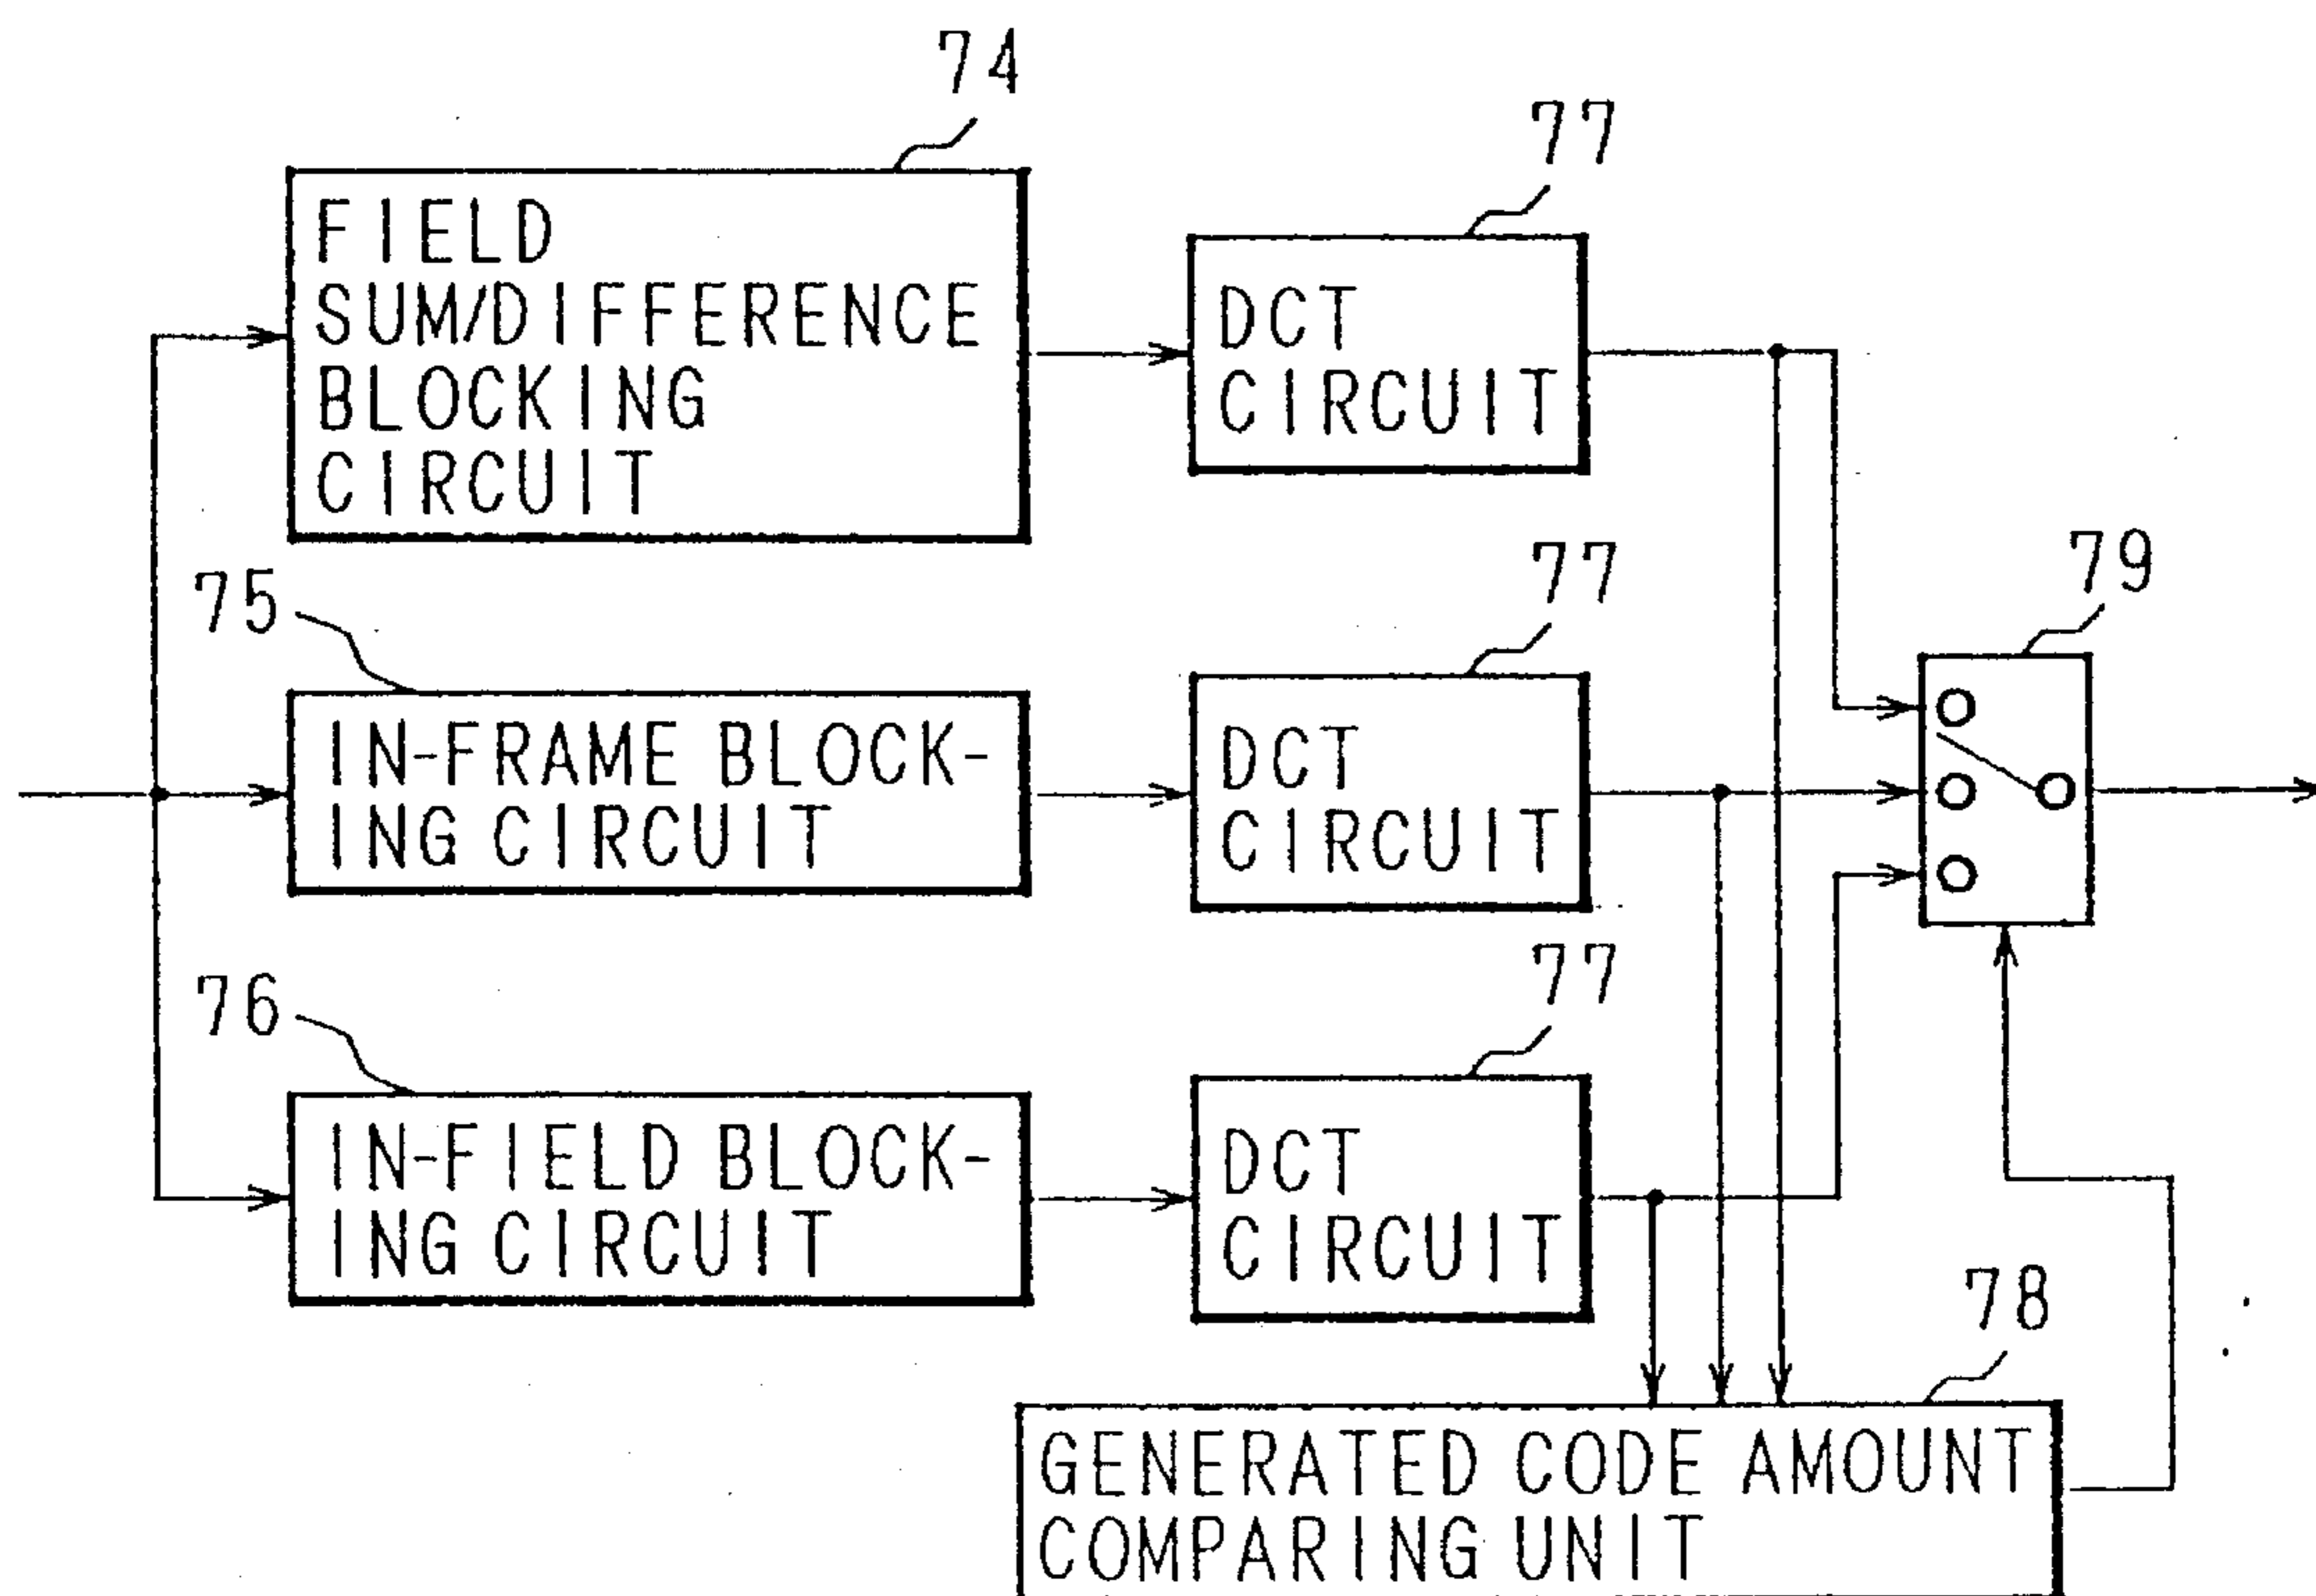 74
FIELD
SUM/DIFFERENCE
BLOCKING
CIRCUIT
77
DCT
CIRCUIT
75
IN-FRAME BLOCK-
ING CIRCUIT
77
DCT
CIRCUIT
79
76
IN-FIELD BLOCK-
ING CIRCUIT
77
DCT
CIRCUIT
78
GENERATED CODE AMOUNT
COMPARING UNIT